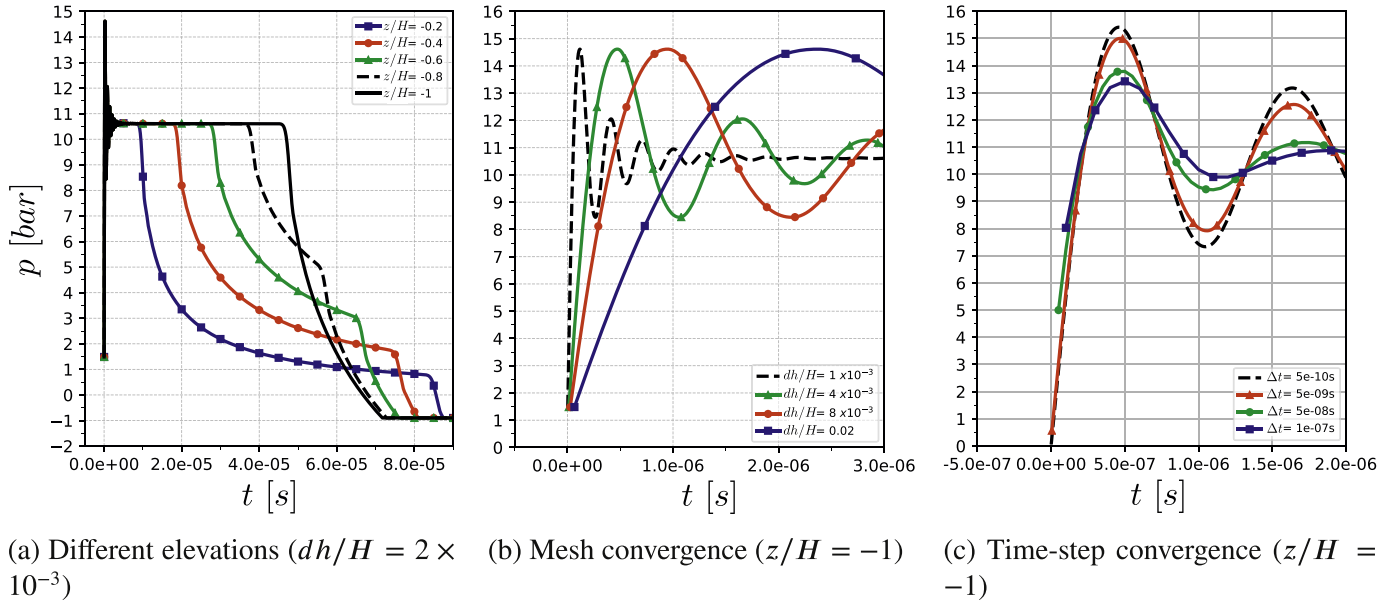 15
14
13
12
11
10
9
8
7
6
5
4
3
2
1
0
−1
−2
p [bar]
z/H= -0.2
z/H= -0.4
z/H= -0.6
z/H= -0.8
z/H= -1
0.0e+00 2.0e-05 4.0e-05 6.0e-05 8.0e-05
t [s]
16
15
14
13
12
11
10
9
8
7
6
5
4
3
2
1
0
dh/H= 1 x10⁻³
dh/H= 4 x10⁻³
dh/H= 8 x10⁻³
dh/H= 0.02
0.0e+00 1.0e-06 2.0e-06 3.0e-06
t [s]
16
15
14
13
12
11
10
9
8
7
6
5
4
3
2
1
0
Δt= 5e-10s
Δt= 5e-09s
Δt= 5e-08s
Δt= 1e-07s
-5.0e-07 0.0e+00 5.0e-07 1.0e-06 1.5e-06 2.0e-06
t [s]
(a) Different elevations (dh/H = 2 ×
10⁻³)
(b) Mesh convergence (z/H = −1)
(c) Time-step convergence (z/H =
−1)